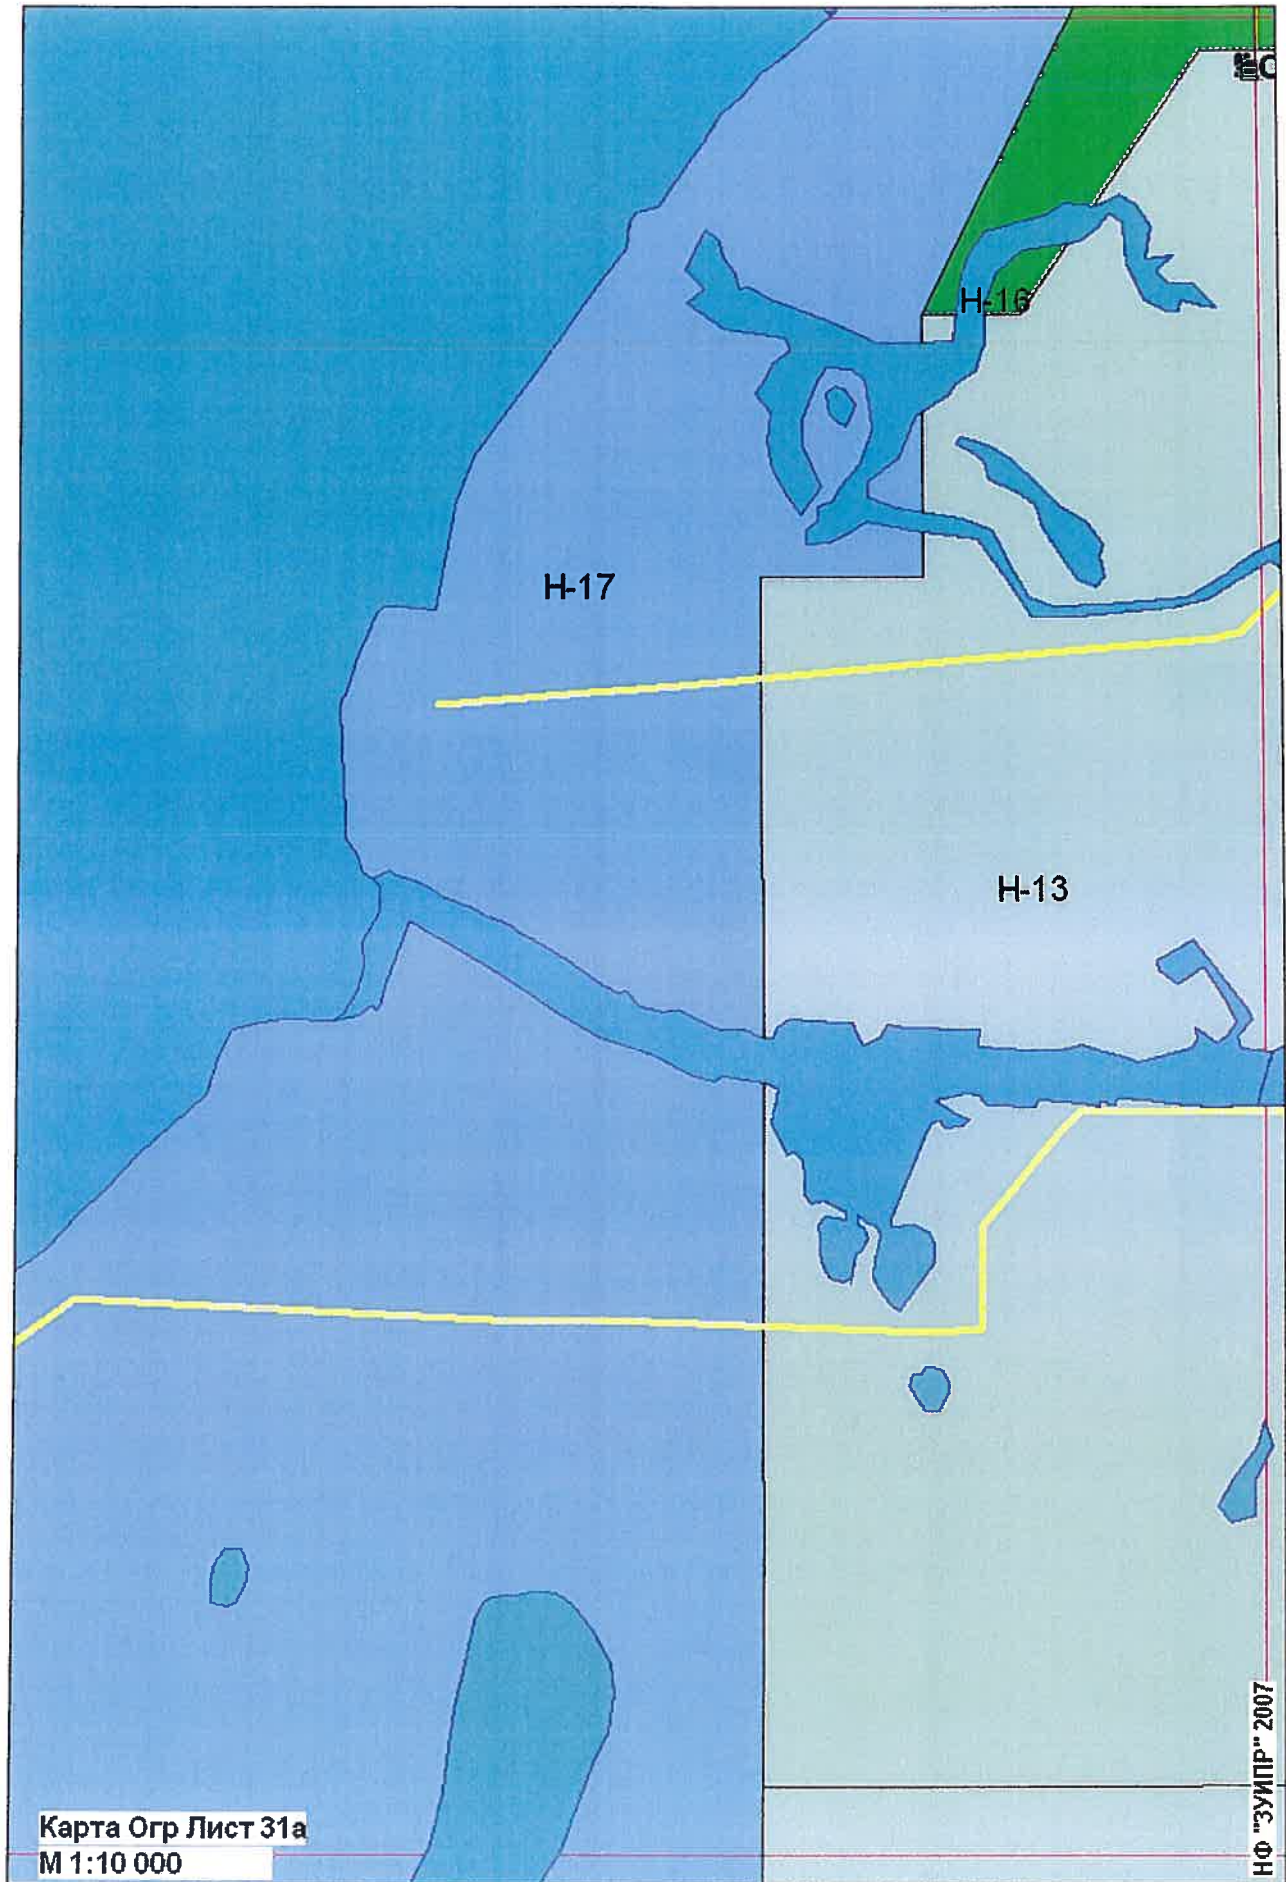 Н-16
Н-17
Н-13
Карта Огр Лист 31а
М 1:10 000
НФ "ЗУИПР" 2007